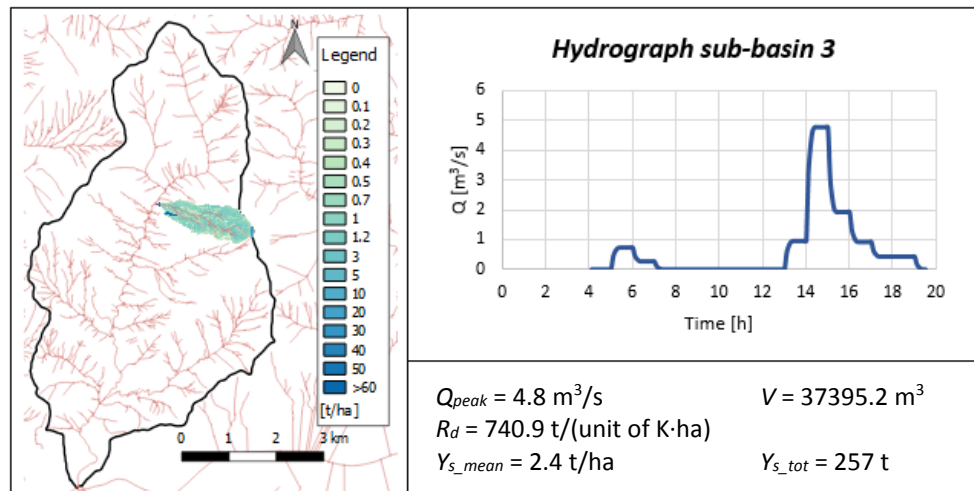 N
Legend
0
0.1
0.2
0.3
0.4
0.5
0.7
1
1.2
3
5
10
20
30
40
50
>60
[t/ha]
0 1 2 3 km
Hydrograph sub-basin 3
Q [m³/s]
6
5
4
3
2
1
0
0 2 4 6 8 10 12 14 16 18 20
Time [h]
Qpeak = 4.8 m³/s V = 37395.2 m³
Rd = 740.9 t/(unit of K·ha)
Ys_mean = 2.4 t/ha Ys_tot = 257 t